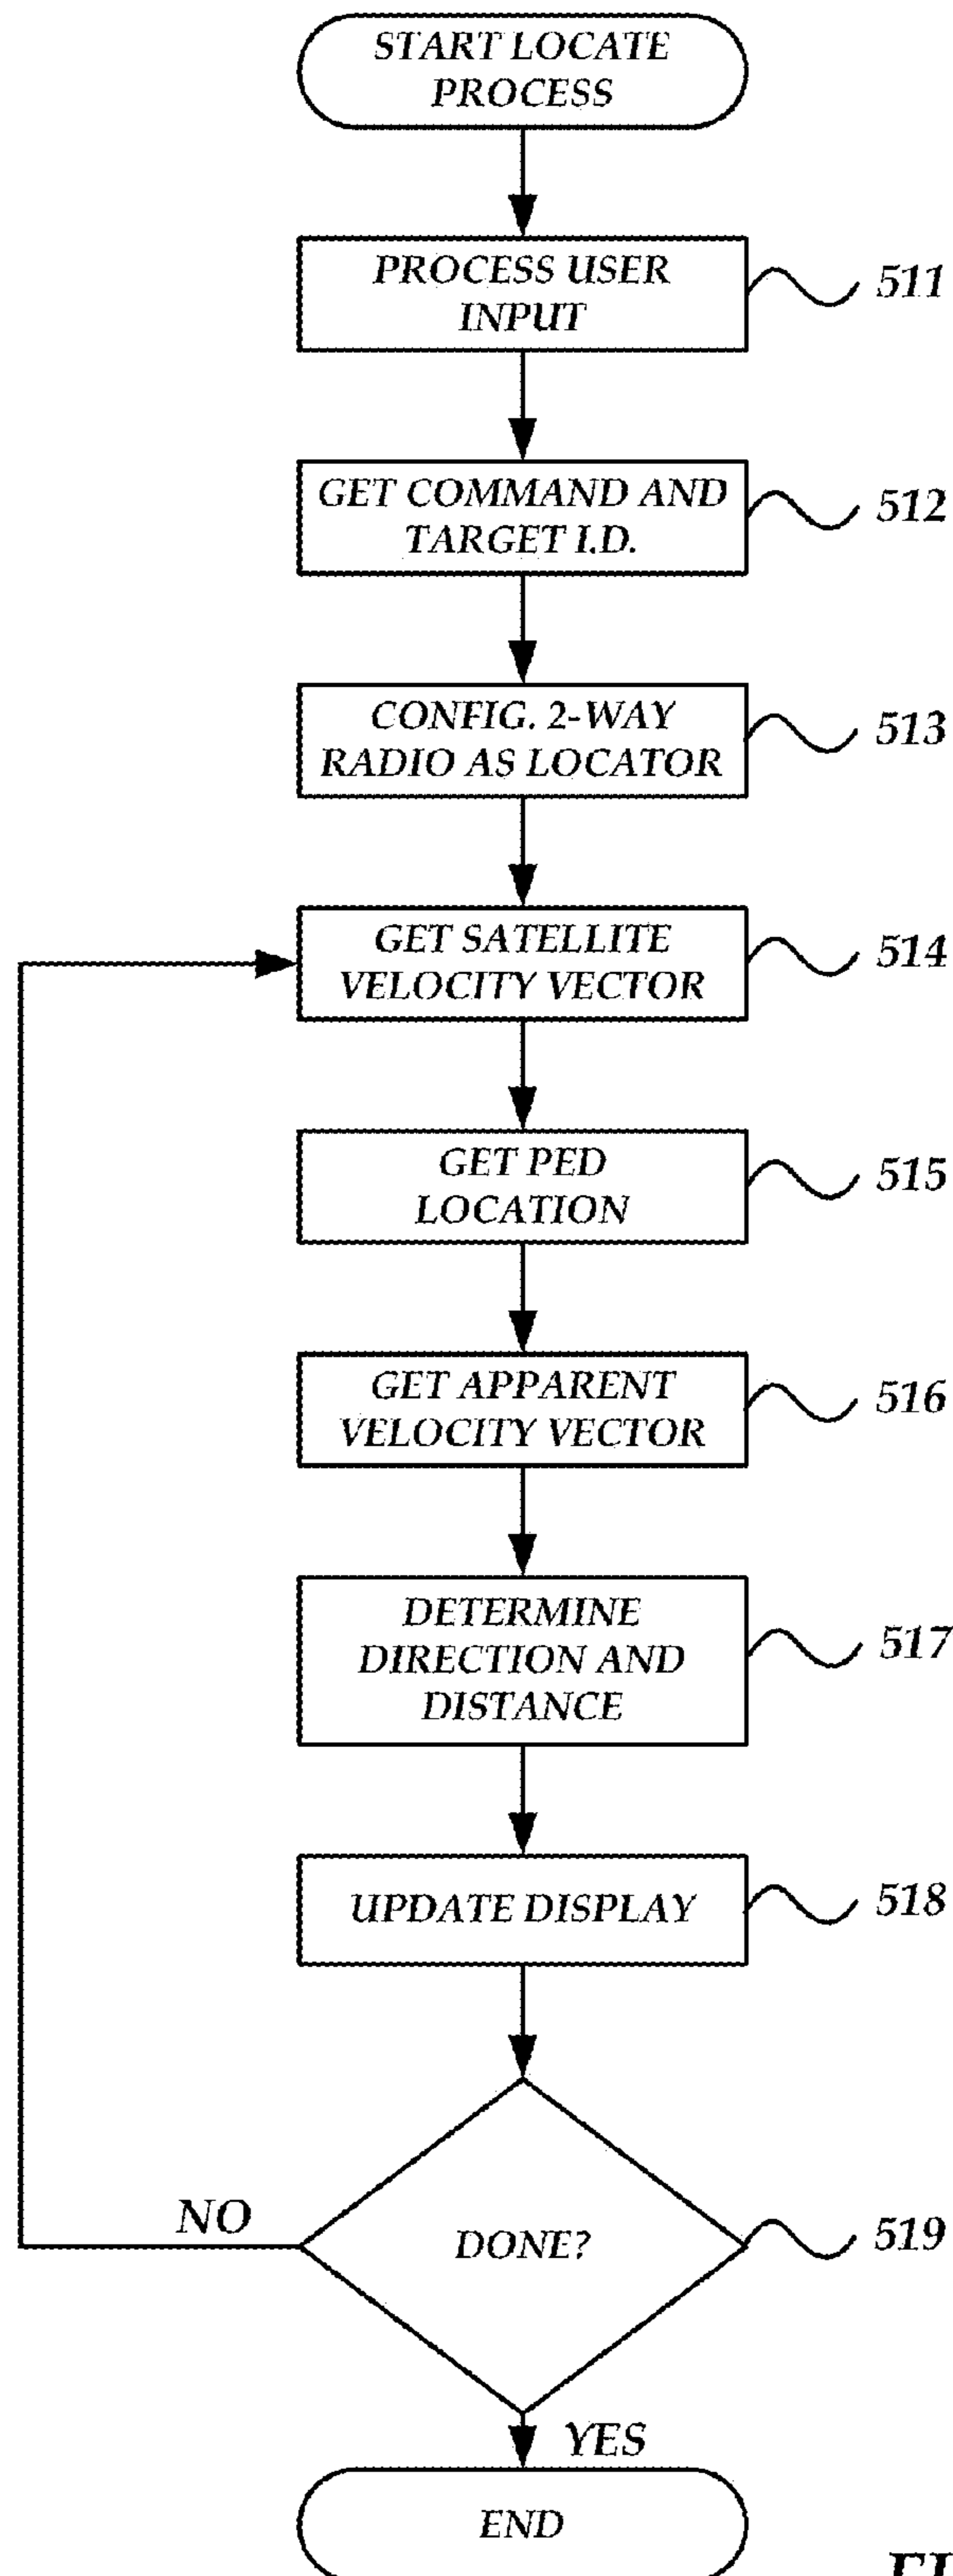 START LOCATE
PROCESS
PROCESS USER
INPUT
511
GET COMMAND AND
TARGET I.D.
512
CONFIG. 2-WAY
RADIO AS LOCATOR
513
GET SATELLITE
VELOCITY VECTOR
514
GET PED
LOCATION
515
GET APPARENT
VELOCITY VECTOR
516
DETERMINE
DIRECTION AND
DISTANCE
517
UPDATE DISPLAY
518
NO
DONE?
519
YES
END